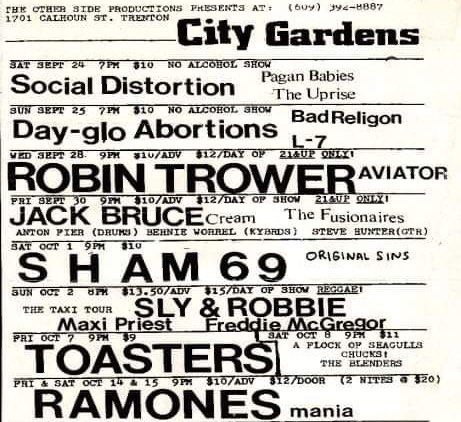 THE OTHER SIDE PRODUCTIONS PRESENTS AT: (609) 392-8887
1701 CALHOUN ST. TRENTON
City Gardens
SAT SEPT 24 7PM $10 NO ALCOHOL SHOW
Social Distortion Pagan Babies
The Uprise
SUN SEPT 25 7PM $10 NO ALCOHOL SHOW
Day-glo Abortions Bad Religon
L-7
WED SEPT 28 9PM $10/ADV $12/DAY OF 21&UP ONLY!
ROBIN TROWER AVIATOR
FRI SEPT 30 9PM $10/ADV $12/DAY OF SHOW 21&UP ONLY!
JACK BRUCE Cream The Fusionaires
ANTON FIER (DRUMS) BERNIE WORREL (KYBRDS) STEVE HUNTER(GTR)
SAT OCT 1 9PM $10
SHAM 69 ORIGINAL SINS
SUN OCT 2 8PM $13.50/ADV $15/DAY OF SHOW REGGAE!
THE TAXI TOUR SLY & ROBBIE
Maxi Priest Freddie McGregor
FRI OCT 7 9PM $9 SAT OCT 8 9PM $11
TOASTERS A FLOCK OF SEAGULLS
CHUCKS!
THE BLENDERS
FRI & SAT OCT 14 & 15 9PM $10/ADV $12/DOOR (2 NITES @ $20)
RAMONES mania